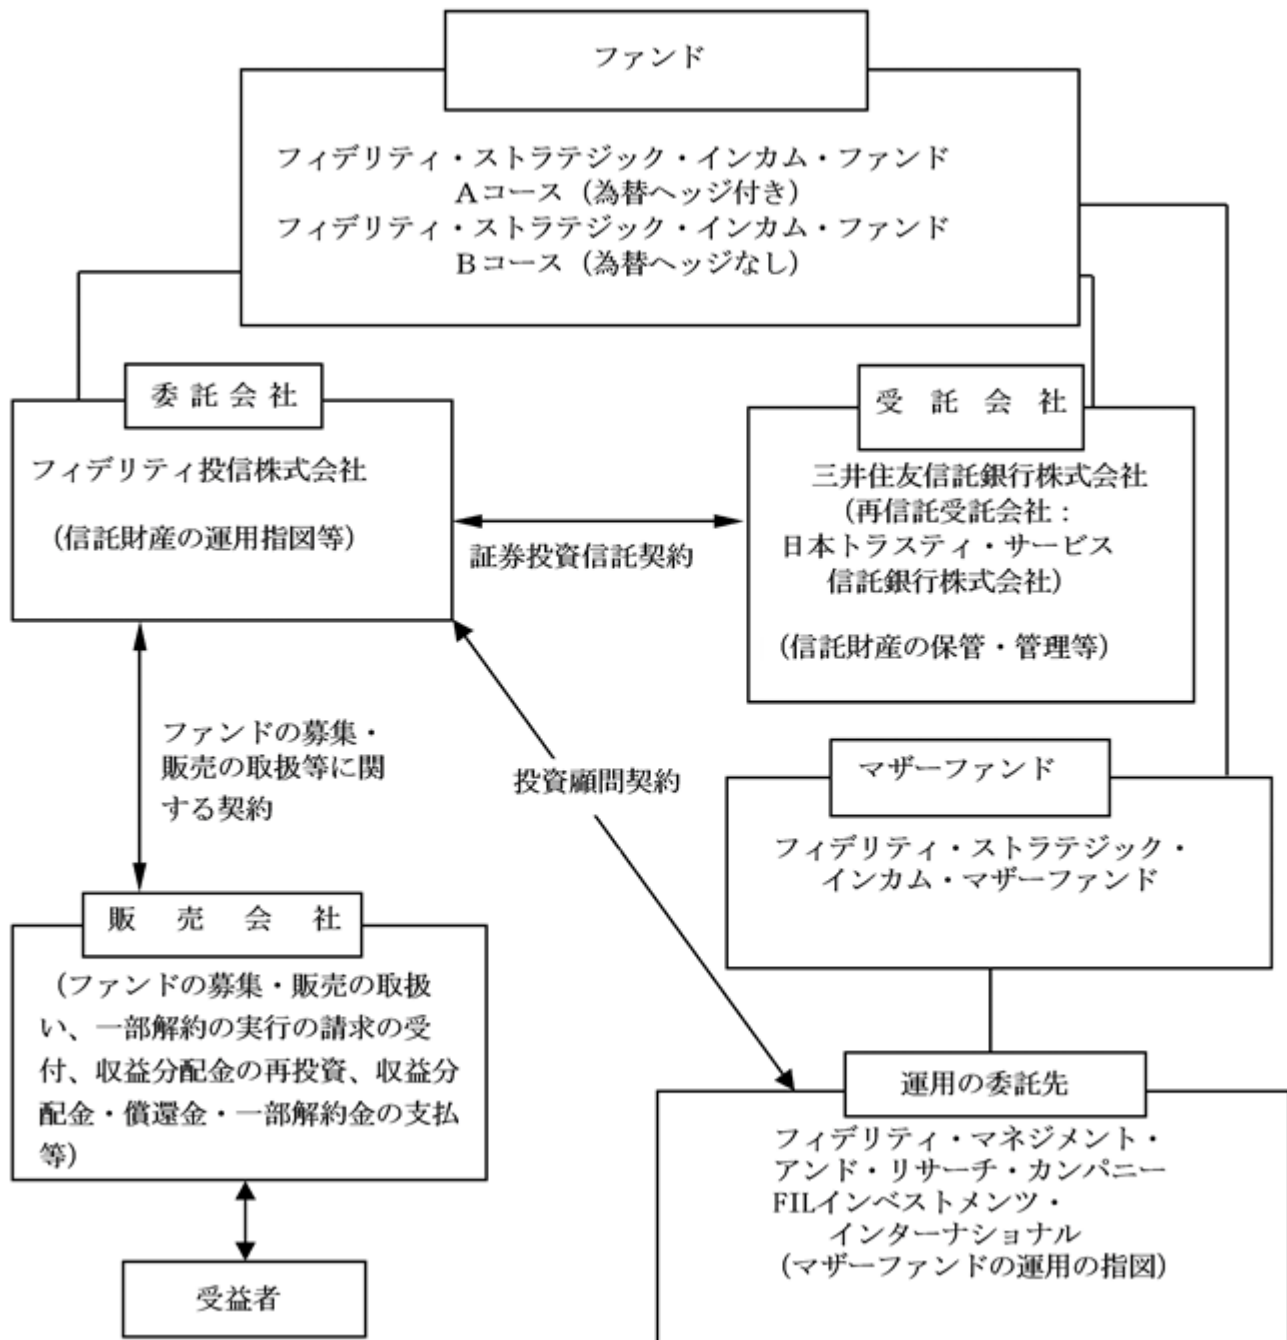 ファンド
フィデリティ・ストラテジック・インカム・ファンド
Aコース（為替ヘッジ付き）
フィデリティ・ストラテジック・インカム・ファンド
Bコース（為替ヘッジなし）
委託会社
フィデリティ投信株式会社
（信託財産の運用指図等）
証券投資信託契約
受託会社
三井住友信託銀行株式会社
（再信託受託会社：
日本トラスティ・サービス
信託銀行株式会社）
（信託財産の保管・管理等）
ファンドの募集・
販売の取扱等に関
する契約
投資顧問契約
マザーファンド
フィデリティ・ストラテジック・
インカム・マザーファンド
販売会社
（ファンドの募集・販売の取扱
い、一部解約の実行の請求の受
付、収益分配金の再投資、収益分
配金・償還金・一部解約金の支払
等）
運用の委託先
フィデリティ・マネジメント・
アンド・リサーチ・カンパニー
FILインベストメンツ・
インターナショナル
（マザーファンドの運用の指図）
受益者